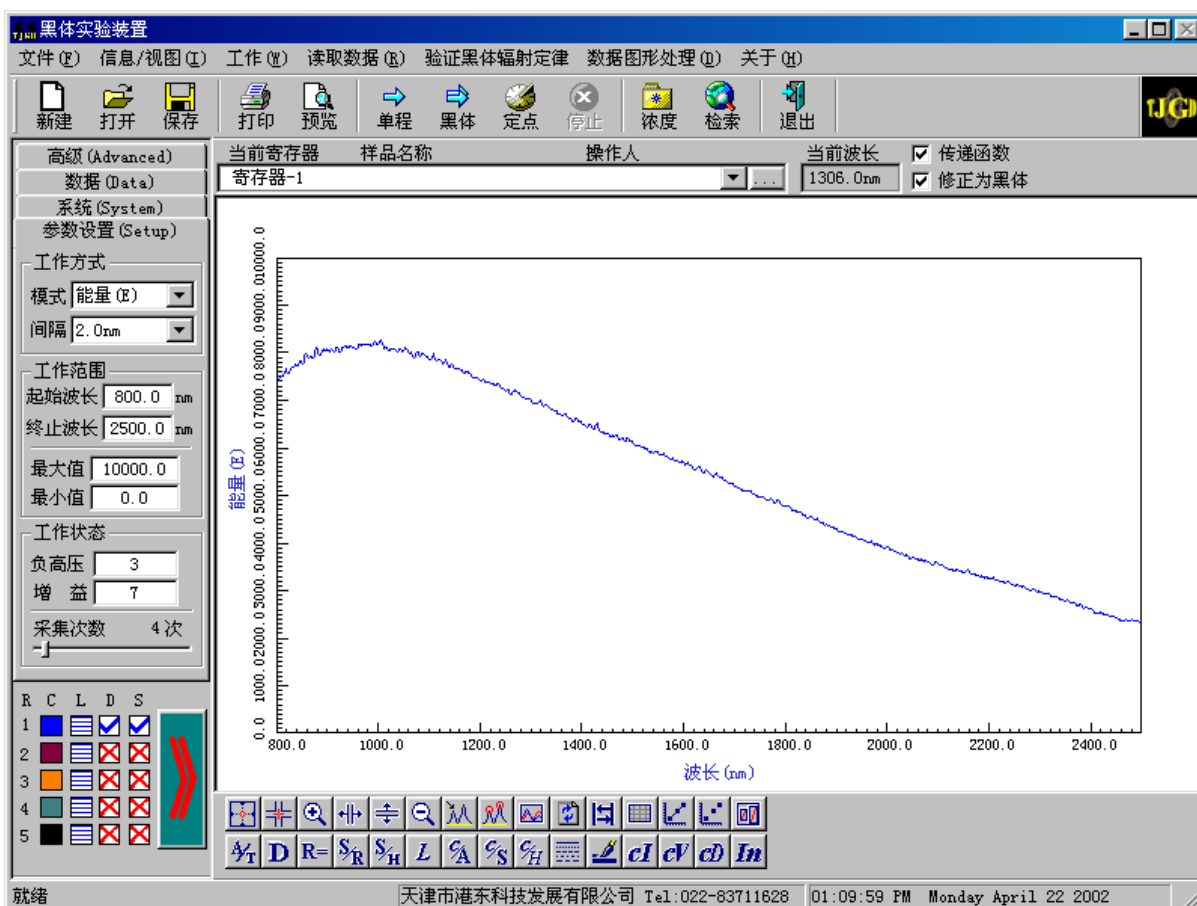 黑体实验装置
文件(F) 信息/视图(I) 工作(W) 读取数据(R) 验证黑体辐射定律 数据图形处理(D) 关于(H)
新建 打开 保存 打印 预览 单程 黑体 定点 停止 浓度 检索 退出
TJGD
高级(Advanced)
数据(Data)
系统(System)
参数设置(Setup)
工作方式
模式 能量(E)
间隔 2.0nm
工作范围
起始波长 800.0 nm
终止波长 2500.0 nm
最大值 10000.0
最小值 0.0
工作状态
负高压 3
增 益 7
采集次数 4次
R C L D S
1
2
3
4
5
当前寄存器 样品名称 操作人 当前波长 传递函数
寄存器-1 ... 1306.0nm 修正为黑体
能量(E)
0.0 1000.0 2000.0 3000.0 4000.0 5000.0 6000.0 7000.0 8000.0 9000.0 10000.0
800.0 1000.0 1200.0 1400.0 1600.0 1800.0 2000.0 2200.0 2400.0
波长(nm)
A/T D R= S/R S/H L C/A C/S C/H cI cV cD In
就绪 天津市港东科技发展有限公司 Tel:022-83711628 01:09:59 PM Monday April 22 2002